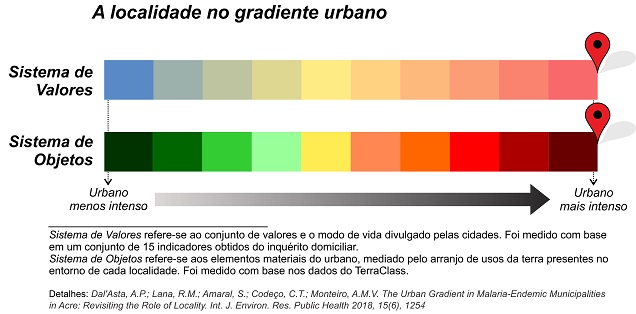 A localidade no gradiente urbano
Sistema de
Valores
Sistema de
Objetos
Urbano
menos intenso
Urbano
mais intenso
Sistema de Valores refere-se ao conjunto de valores e o modo de vida divulgado pelas cidades. Foi medido com base
em um conjunto de 15 indicadores obtidos do inquérito domiciliar.
Sistema de Objetos refere-se aos elementos materiais do urbano, mediado pelo arranjo de usos da terra presentes no
entorno de cada localidade. Foi medido com base nos dados do TerraClass.
Detalhes: Dal'Asta, A.P.; Lana, R.M.; Amaral, S.; Codeço, C.T.; Monteiro, A.M.V. The Urban Gradient in Malaria-Endemic Municipalities
in Acre: Revisiting the Role of Locality. Int. J. Environ. Res. Public Health 2018, 15(6), 1254